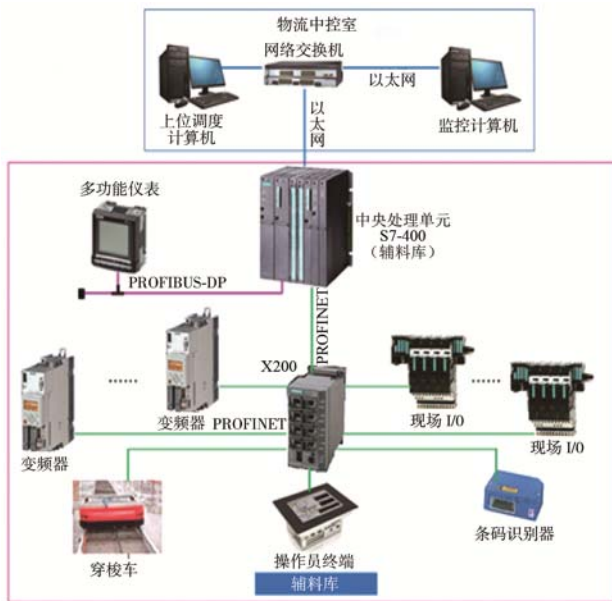 物流中控室
网络交换机
以太网
上位调度
计算机
以太网
监控计算机
多功能仪表
中央处理单元
S7-400
（辅料库）
PROFIBUS-DP
PROFINET
X200
变频器
PROFINET
现场 I/0
变频器
现场 I/0
穿梭车
操作员终端
条码识别器
辅料库